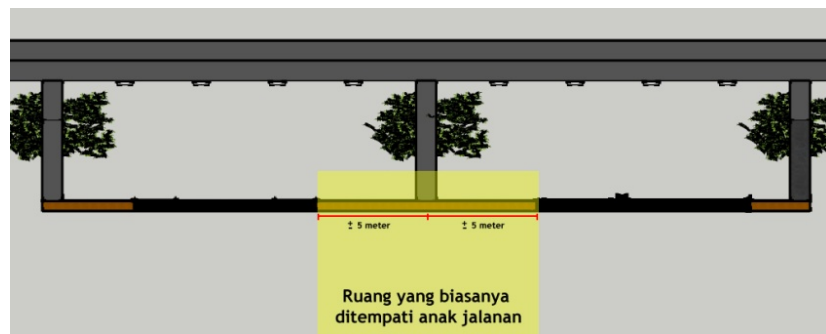 ± 5 meter
± 5 meter
Ruang yang biasanya
ditempati anak jalanan